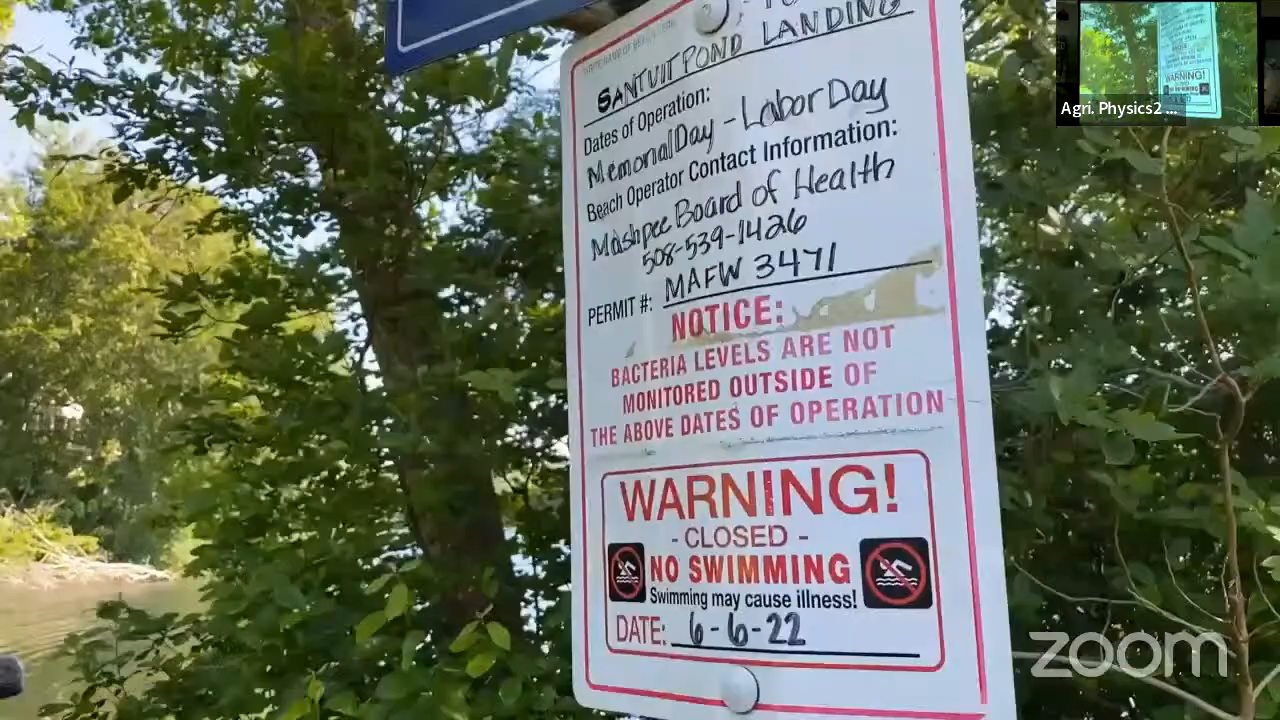 SANTUIT POND LANDING
Dates of Operation:
Memorial Day - Labor Day
Beach Operator Contact Information:
Mashpee Board of Health
508-539-1426
PERMIT #: MAFW 3471
NOTICE:
BACTERIA LEVELS ARE NOT
MONITORED OUTSIDE OF
THE ABOVE DATES OF OPERATION
WARNING!
- CLOSED -
NO SWIMMING
Swimming may cause illness!
DATE: 6-6-22
WARNING!
Agri. Physics2 ...
zoom